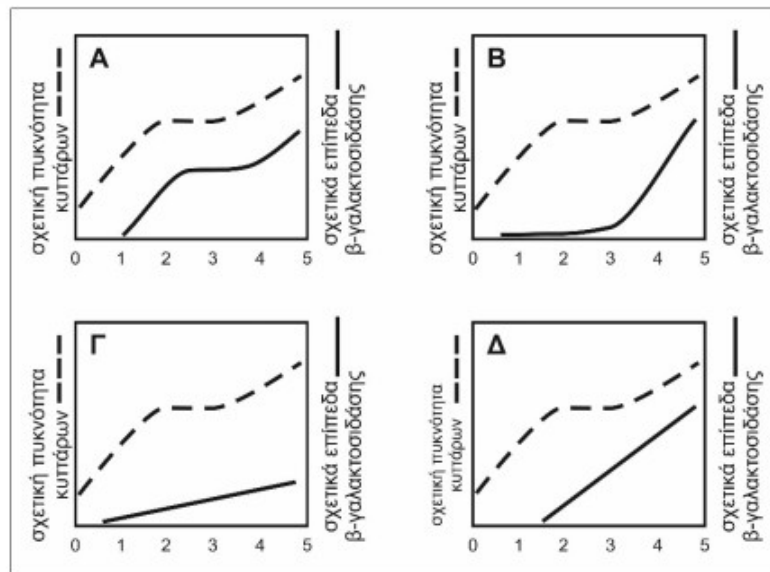 Α
σχετική πυκνότητα
κυττάρων
σχετικά επίπεδα
β-γαλακτοσιδάσης
0 1 2 3 4 5
Β
σχετική πυκνότητα
κυττάρων
σχετικά επίπεδα
β-γαλακτοσιδάσης
0 1 2 3 4 5
Γ
σχετική πυκνότητα
κυττάρων
σχετικά επίπεδα
β-γαλακτοσιδάσης
0 1 2 3 4 5
Δ
σχετική πυκνότητα
κυττάρων
σχετικά επίπεδα
β-γαλακτοσιδάσης
0 1 2 3 4 5